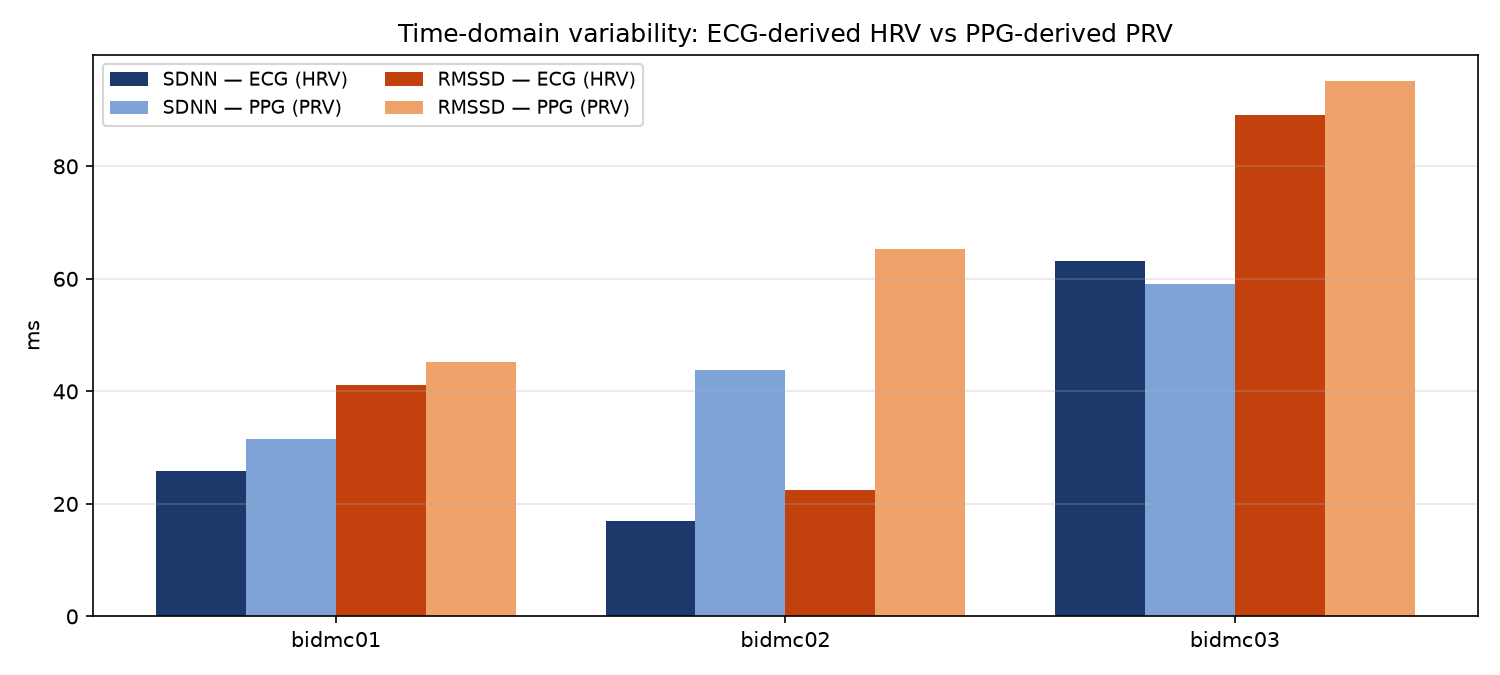 Time-domain variability: ECG-derived HRV vs PPG-derived PRV
SDNN — ECG (HRV)
SDNN — PPG (PRV)
RMSSD — ECG (HRV)
RMSSD — PPG (PRV)
ms
80
60
40
20
0
bidmc01
bidmc02
bidmc03